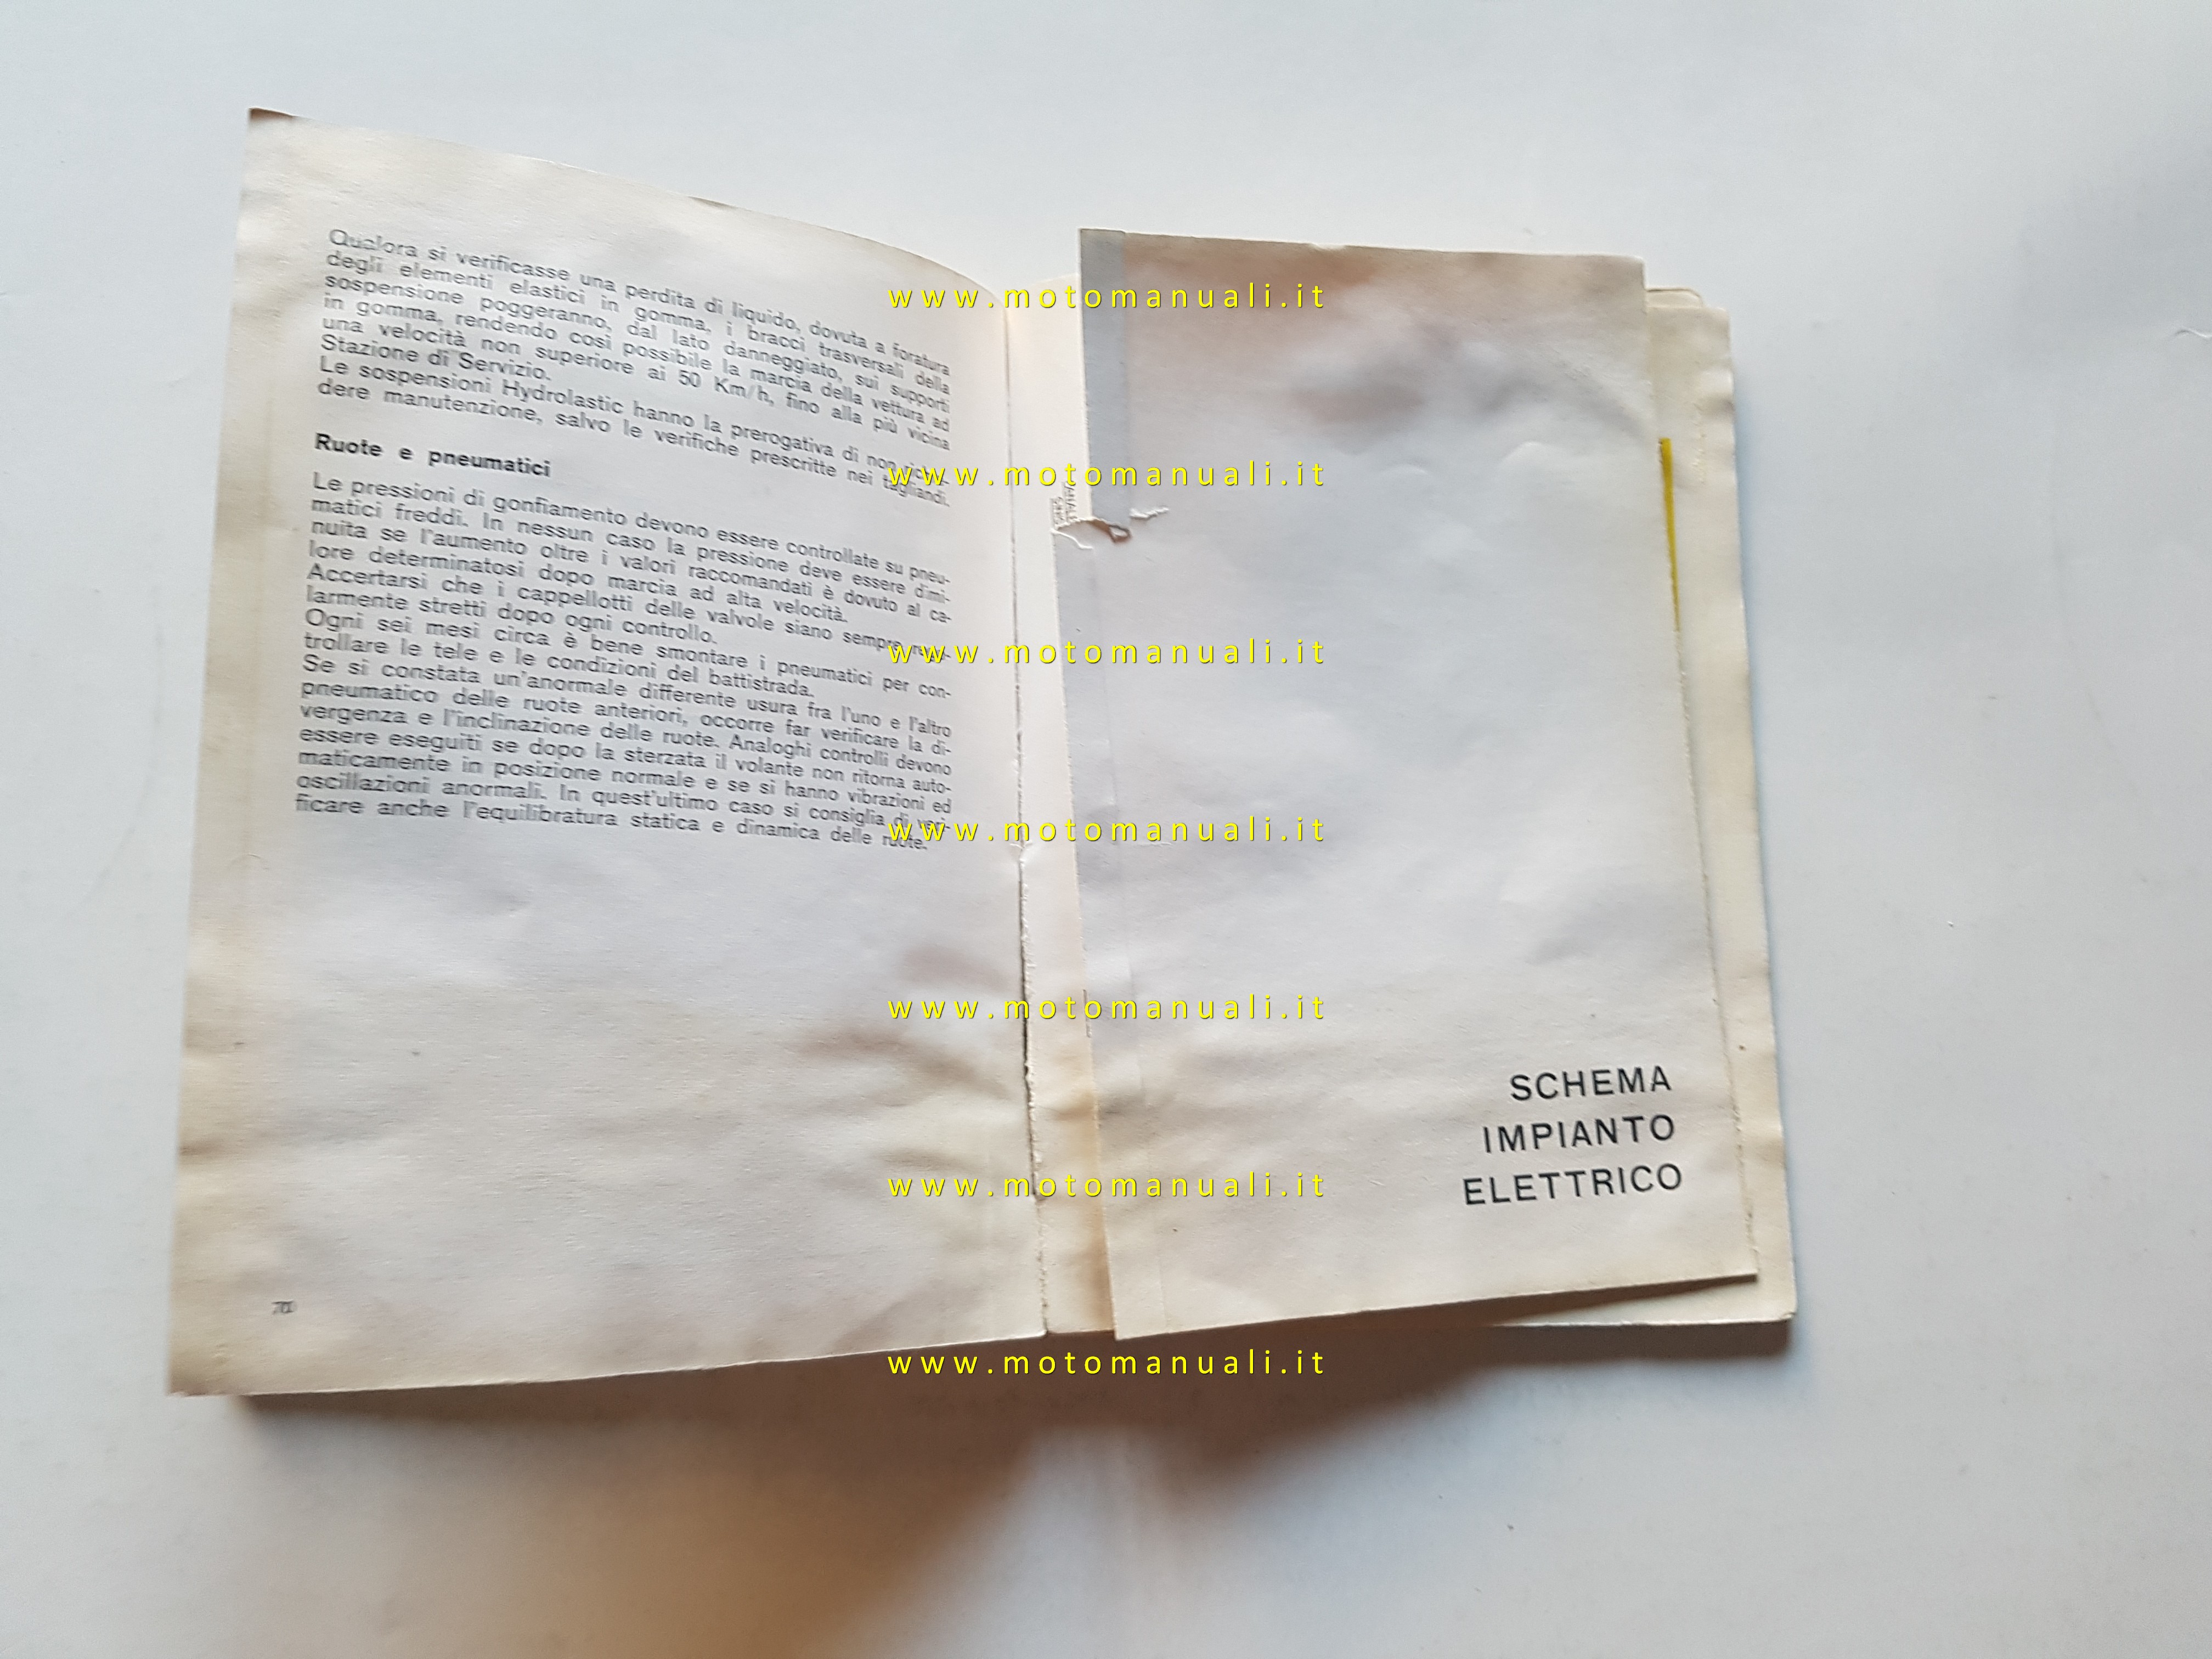 Qualora si verificasse una perdita di liquido, dovuta a foratura
degli elementi elastici in gomma, i bracci trasversali della
sospensione poggeranno, dal lato danneggiato, sui supporti
in gomma, rendendo così possibile la marcia della vettura ad
una velocità non superiore ai 50 Km/h, fino alla più vicina
Stazione di Servizio.
Le sospensioni Hydrolastic hanno la prerogativa di non richie-
dere manutenzione, salvo le verifiche prescritte nei tagliandi.
Ruote e pneumatici
Le pressioni di gonfiamento devono essere controllate su pneu-
matici freddi. In nessun caso la pressione deve essere dimi-
nuita se l'aumento oltre i valori raccomandati è dovuto al ca-
lore determinatosi dopo marcia ad alta velocità.
Accertarsi che i cappellotti delle valvole siano sempre rego-
larmente stretti dopo ogni controllo.
Ogni sei mesi circa è bene smontare i pneumatici per con-
trollare le tele e le condizioni del battistrada.
Se si constata un'anormale differente usura fra l'uno e l'altro
pneumatico delle ruote anteriori, occorre far verificare la di-
vergenza e l'inclinazione delle ruote. Analoghi controlli devono
essere eseguiti se dopo la sterzata il volante non ritorna auto-
maticamente in posizione normale e se si hanno vibrazioni ed
oscillazioni anormali. In quest'ultimo caso si consiglia di veri-
ficare anche l'equilibratura statica e dinamica delle ruote.
70
SCHEMA
IMPIANTO
ELETTRICO
www.motomanuali.it
www.motomanuali.it
www.motomanuali.it
www.motomanuali.it
www.motomanuali.it
www.motomanuali.it
www.motomanuali.it